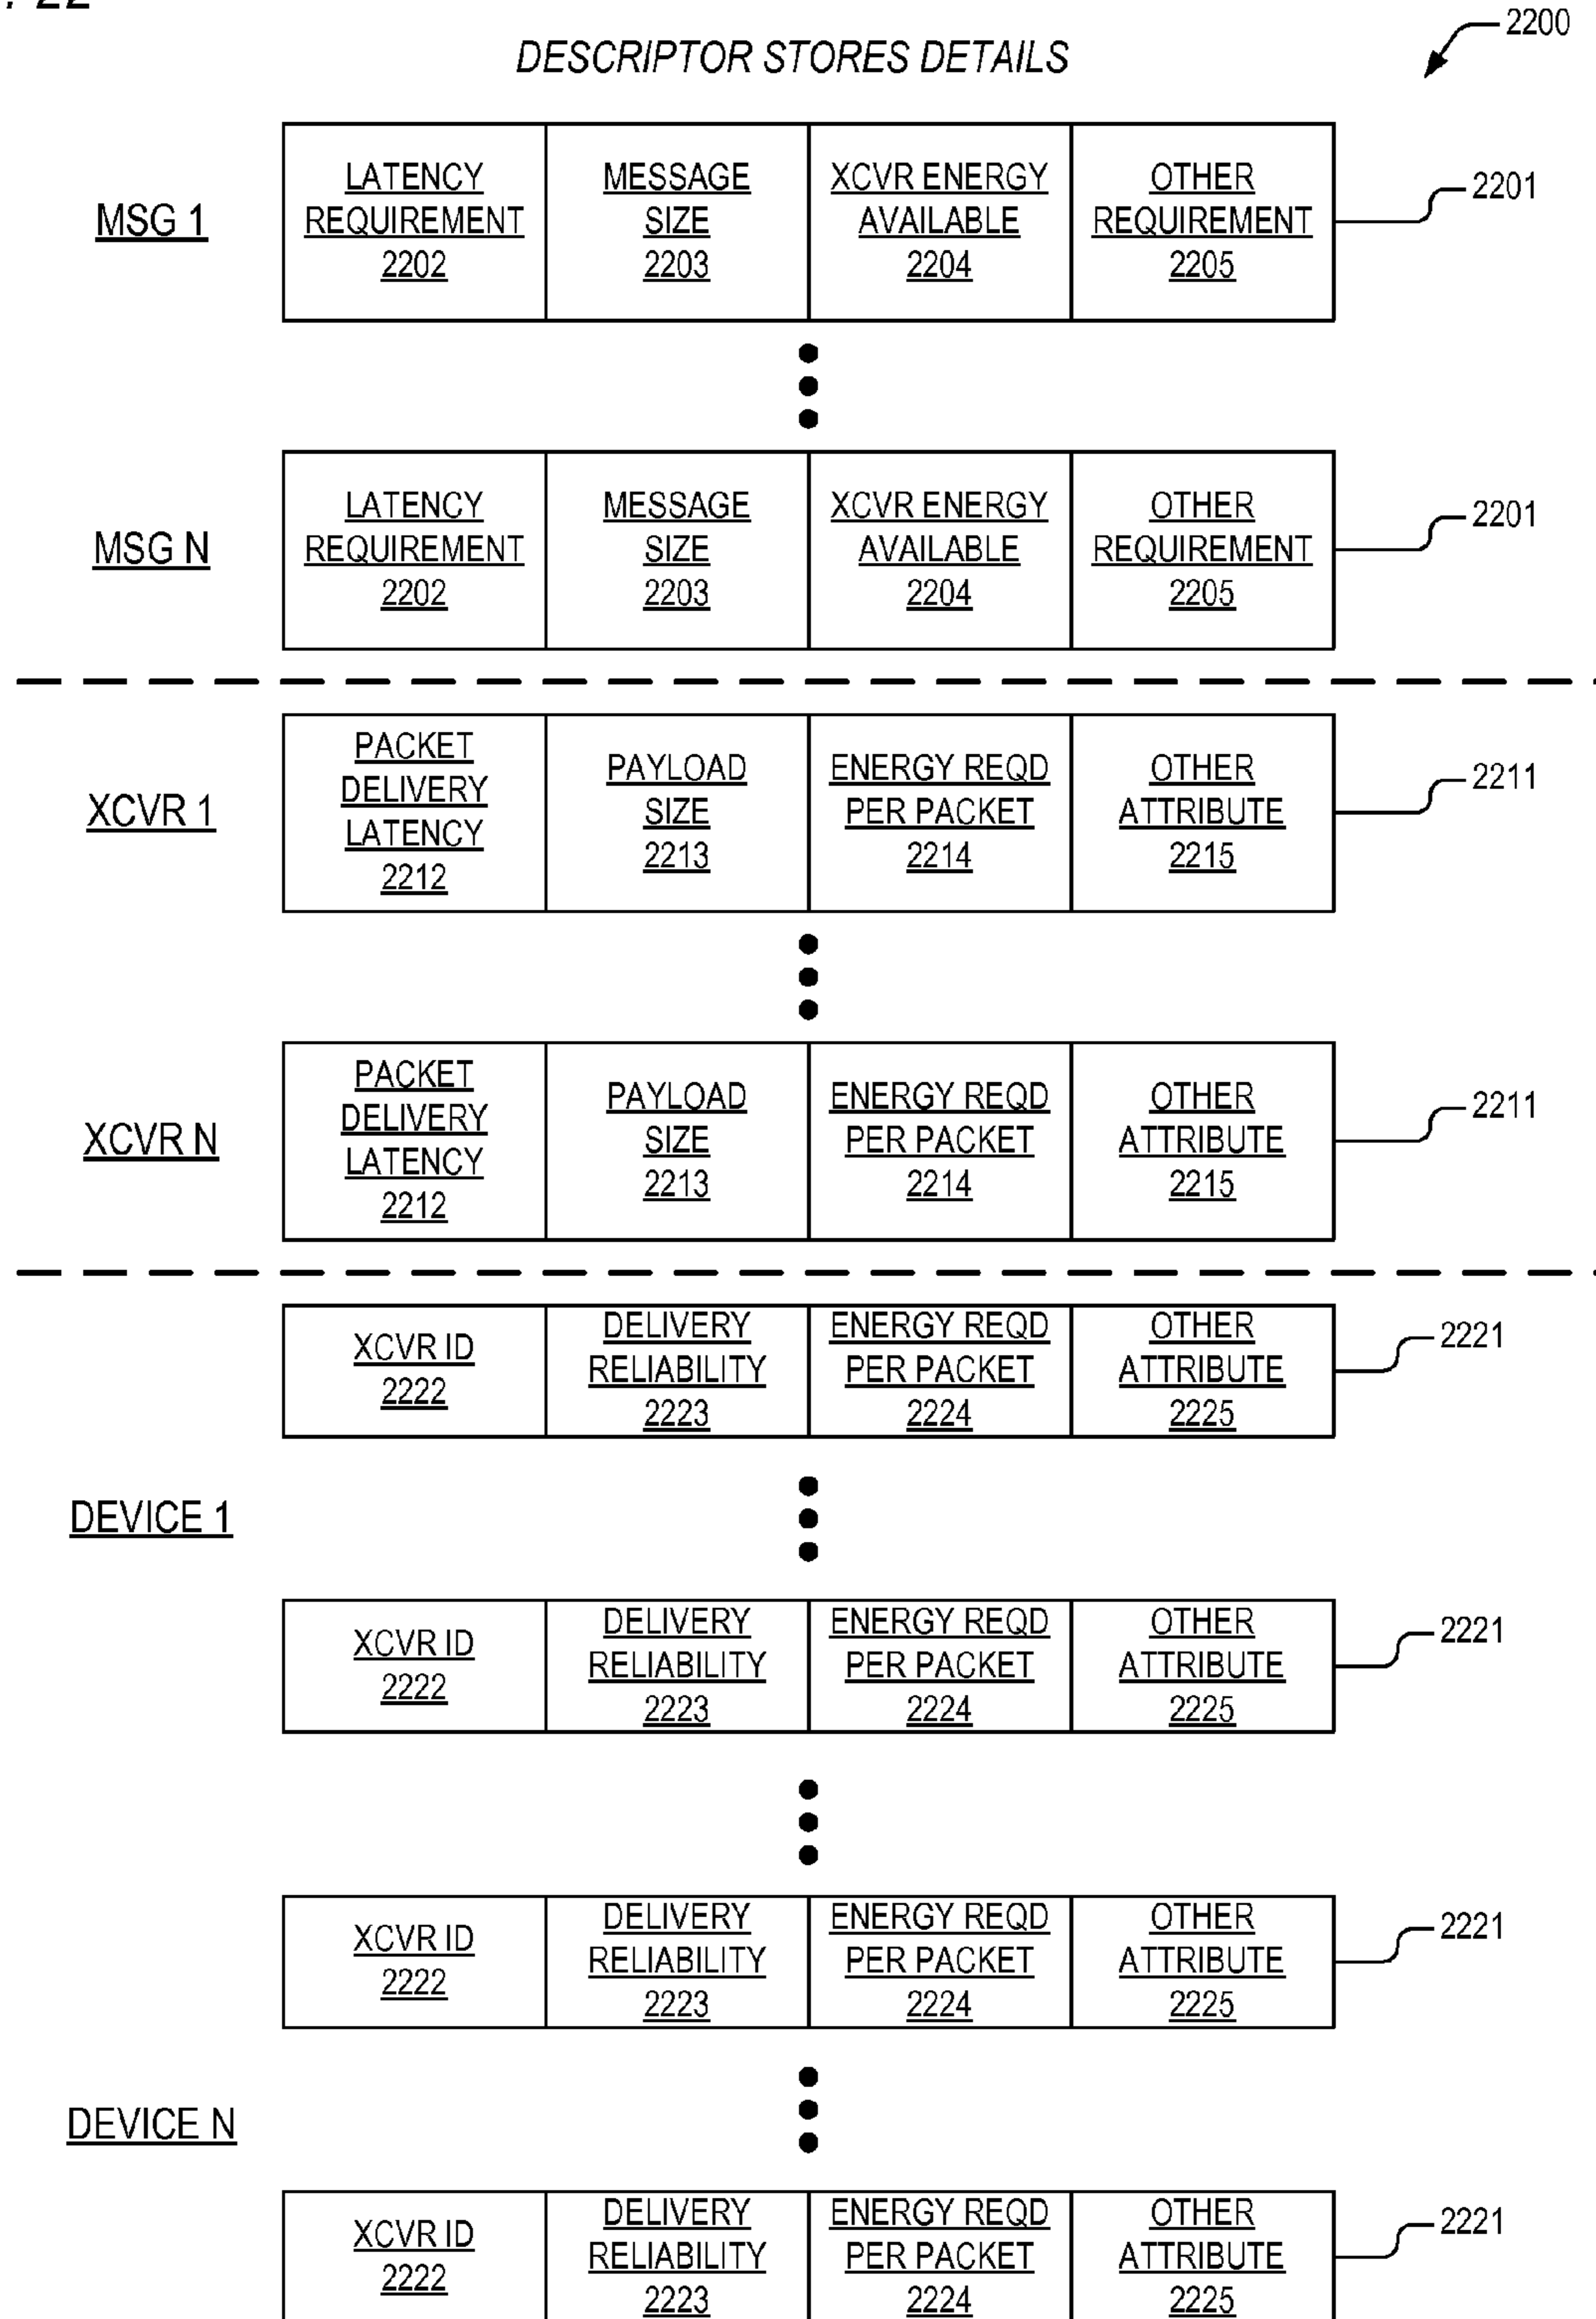 22
2200
DESCRIPTOR STORES DETAILS
MSG 1
LATENCY
REQUIREMENT
2202
MESSAGE
SIZE
2203
XCVR ENERGY
AVAILABLE
2204
OTHER
REQUIREMENT
2205
2201
MSG N
LATENCY
REQUIREMENT
2202
MESSAGE
SIZE
2203
XCVR ENERGY
AVAILABLE
2204
OTHER
REQUIREMENT
2205
2201
XCVR 1
PACKET
DELIVERY
LATENCY
2212
PAYLOAD
SIZE
2213
ENERGY REQD
PER PACKET
2214
OTHER
ATTRIBUTE
2215
2211
XCVR N
PACKET
DELIVERY
LATENCY
2212
PAYLOAD
SIZE
2213
ENERGY REQD
PER PACKET
2214
OTHER
ATTRIBUTE
2215
2211
XCVR ID
2222
DELIVERY
RELIABILITY
2223
ENERGY REQD
PER PACKET
2224
OTHER
ATTRIBUTE
2225
2221
DEVICE 1
XCVR ID
2222
DELIVERY
RELIABILITY
2223
ENERGY REQD
PER PACKET
2224
OTHER
ATTRIBUTE
2225
2221
XCVR ID
2222
DELIVERY
RELIABILITY
2223
ENERGY REQD
PER PACKET
2224
OTHER
ATTRIBUTE
2225
2221
DEVICE N
XCVR ID
2222
DELIVERY
RELIABILITY
2223
ENERGY REQD
PER PACKET
2224
OTHER
ATTRIBUTE
2225
2221